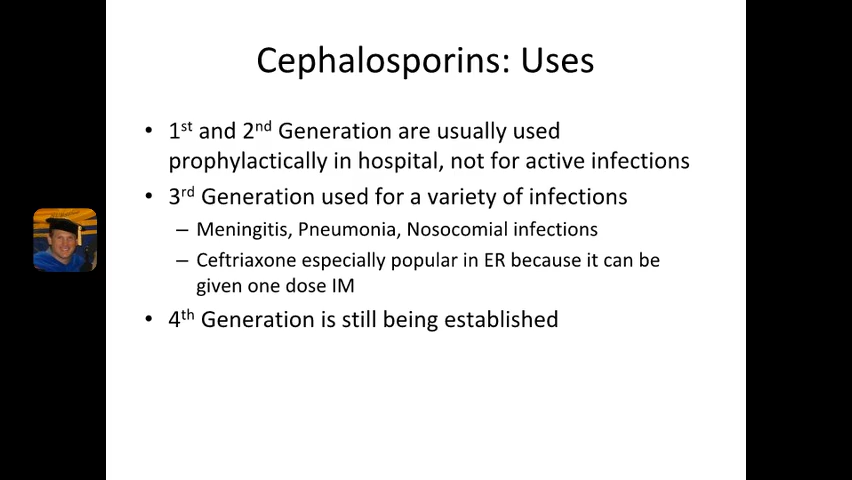 Cephalosporins: Uses
• 1st and 2nd Generation are usually used
prophylactically in hospital, not for active infections
• 3rd Generation used for a variety of infections
– Meningitis, Pneumonia, Nosocomial infections
– Ceftriaxone especially popular in ER because it can be
given one dose IM
• 4th Generation is still being established